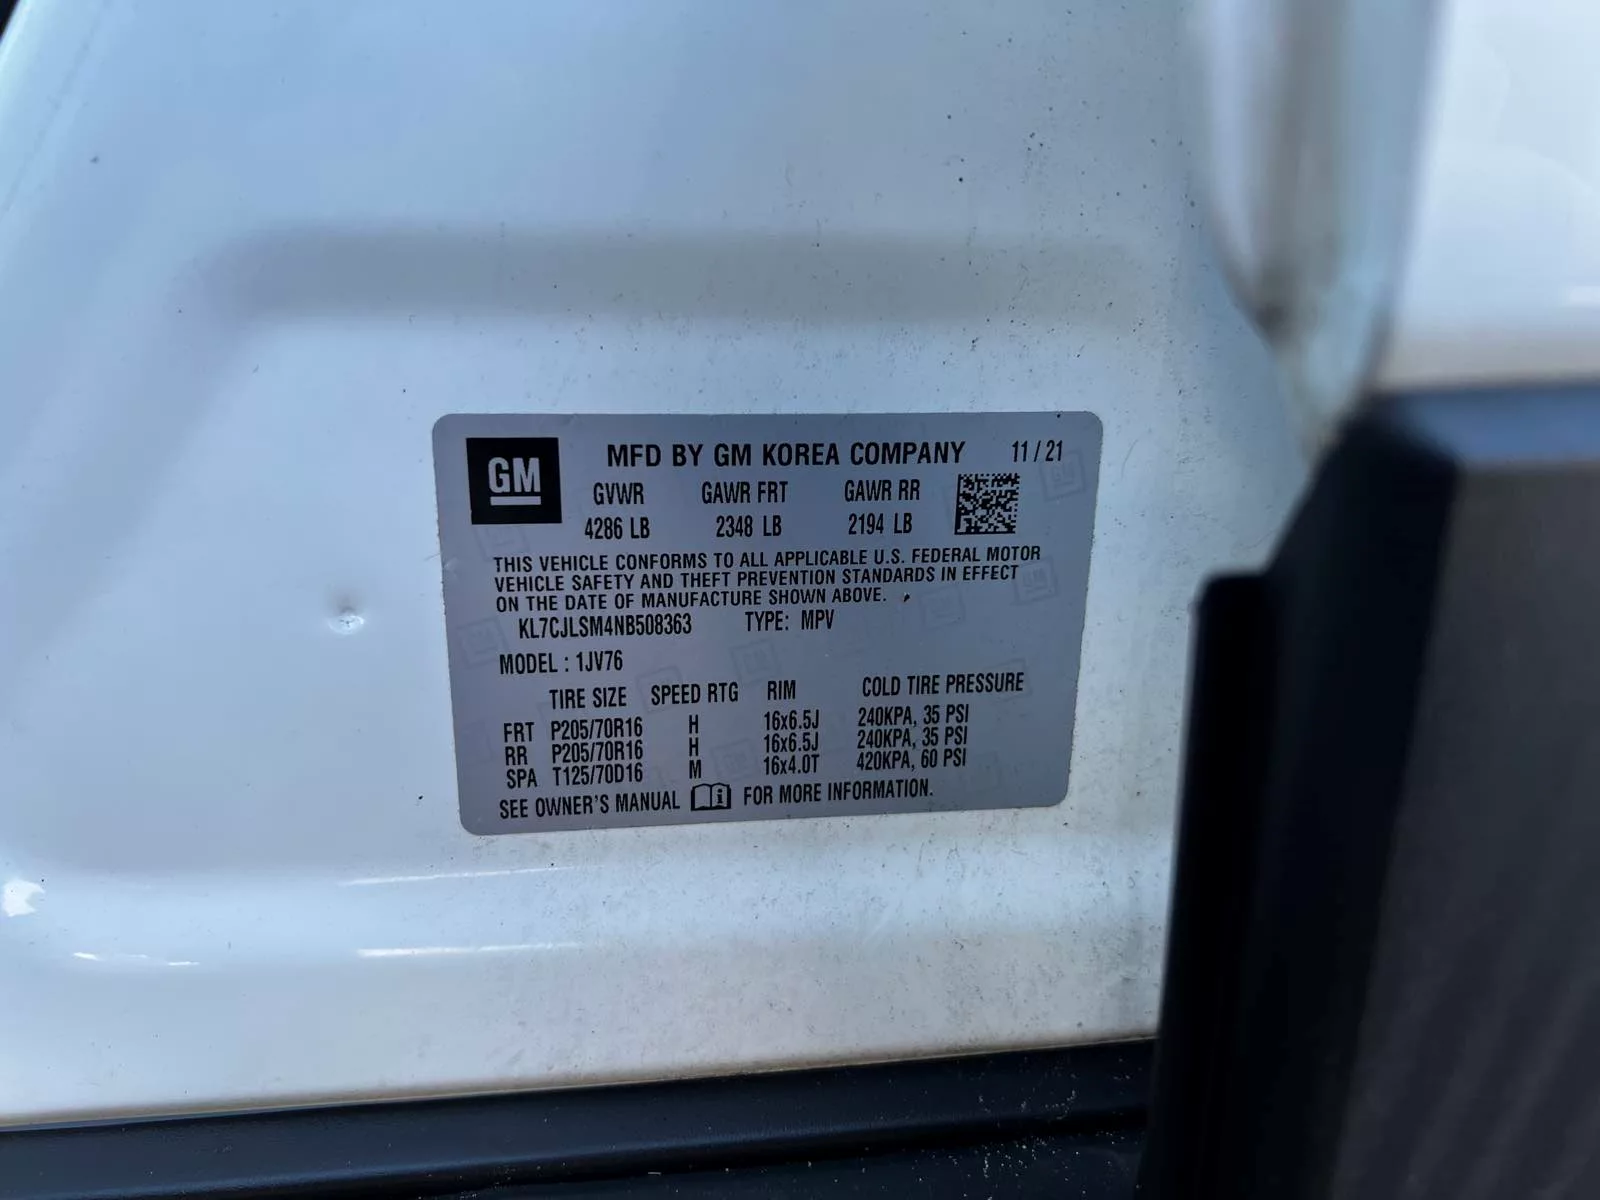 GM
MFD BY GM KOREA COMPANY 11 / 21
GVWR GAWR FRT GAWR RR
4286 LB 2348 LB 2194 LB
THIS VEHICLE CONFORMS TO ALL APPLICABLE U.S. FEDERAL MOTOR
VEHICLE SAFETY AND THEFT PREVENTION STANDARDS IN EFFECT
ON THE DATE OF MANUFACTURE SHOWN ABOVE.
KL7CJLSM4NB508363 TYPE: MPV
MODEL : 1JV76
TIRE SIZE SPEED RTG RIM COLD TIRE PRESSURE
FRT P205/70R16 H 16x6.5J 240KPA, 35 PSI
RR P205/70R16 H 16x6.5J 240KPA, 35 PSI
SPA T125/70D16 M 16x4.0T 420KPA, 60 PSI
SEE OWNER'S MANUAL FOR MORE INFORMATION.